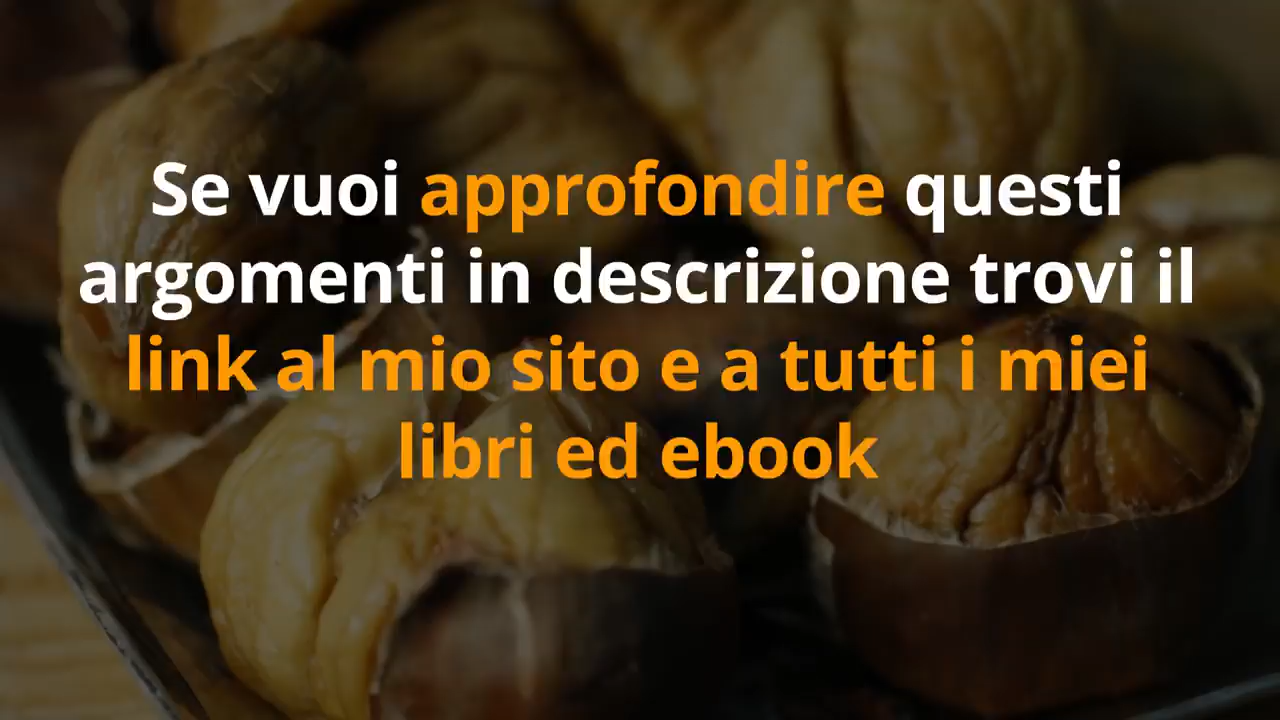 Se vuoi approfondire questi
argomenti in descrizione trovi il
link al mio sito e a tutti i miei
libri ed ebook